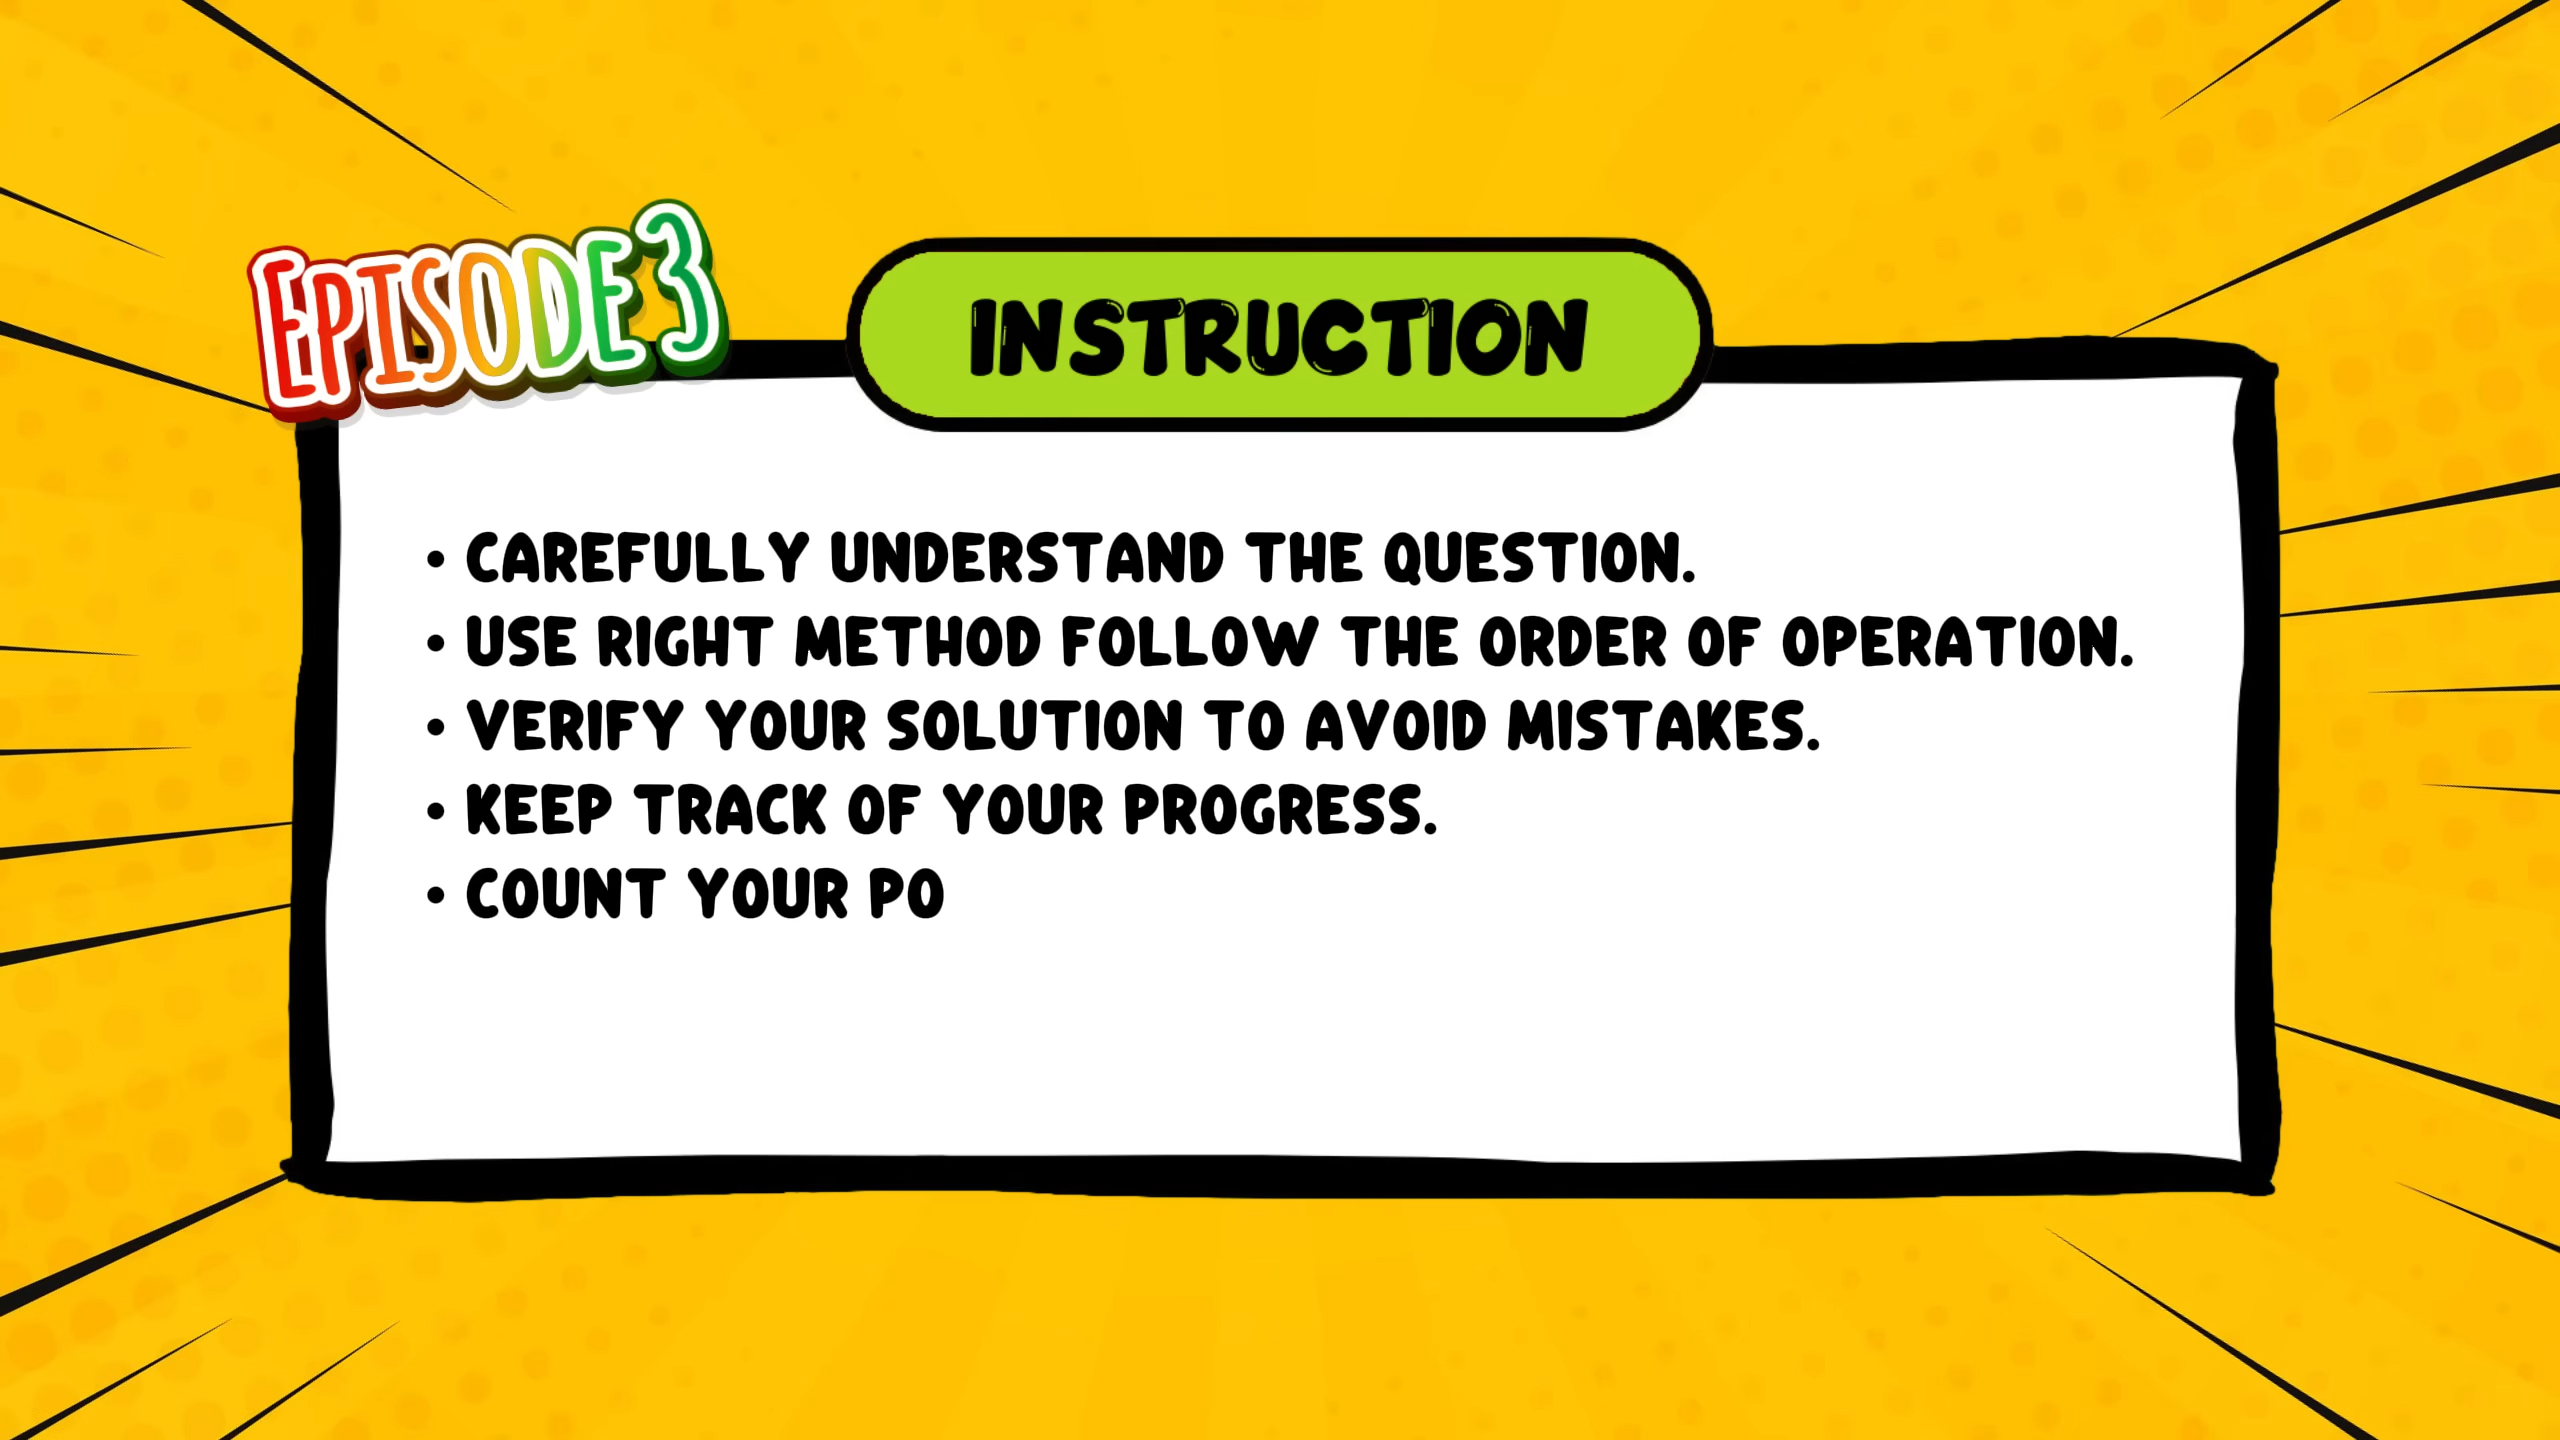 EPISODE 3
INSTRUCTION
• CAREFULLY UNDERSTAND THE QUESTION.
• USE RIGHT METHOD FOLLOW THE ORDER OF OPERATION.
• VERIFY YOUR SOLUTION TO AVOID MISTAKES.
• KEEP TRACK OF YOUR PROGRESS.
• COUNT YOUR PO